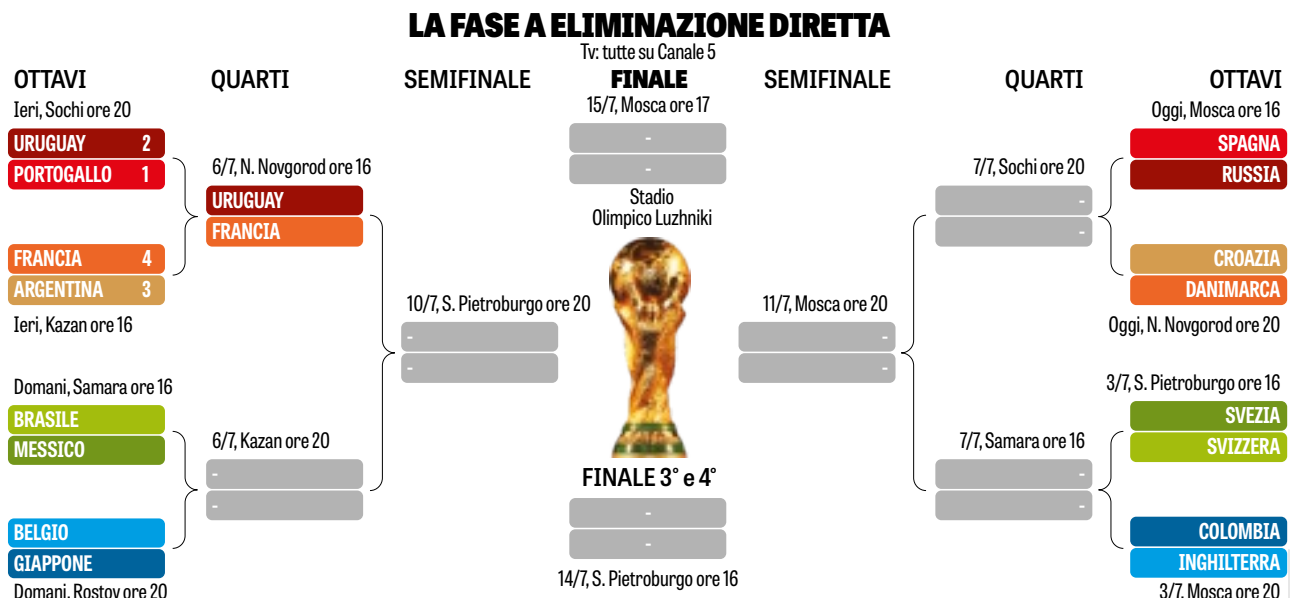 LA FASE A ELIMINAZIONE DIRETTA
Tv: tutte su Canale 5
OTTAVI
QUARTI
SEMIFINALE
FINALE
SEMIFINALE
QUARTI
OTTAVI
Ieri, Sochi ore 20
URUGUAY 2
PORTOGALLO 1
FRANCIA 4
ARGENTINA 3
Ieri, Kazan ore 16
Domani, Samara ore 16
BRASILE
MESSICO
BELGIO
GIAPPONE
Domani, Rostov ore 20
6/7, N. Novgorod ore 16
URUGUAY
FRANCIA
6/7, Kazan ore 20
-
-
10/7, S. Pietroburgo ore 20
-
-
15/7, Mosca ore 17
-
-
Stadio
Olimpico Luzhniki
FINALE 3° e 4°
-
-
14/7, S. Pietroburgo ore 16
11/7, Mosca ore 20
-
-
7/7, Sochi ore 20
-
-
7/7, Samara ore 16
-
-
Oggi, Mosca ore 16
SPAGNA
RUSSIA
CROAZIA
DANIMARCA
Oggi, N. Novgorod ore 20
3/7, S. Pietroburgo ore 16
SVEZIA
SVIZZERA
COLOMBIA
INGHILTERRA
3/7, Mosca ore 20